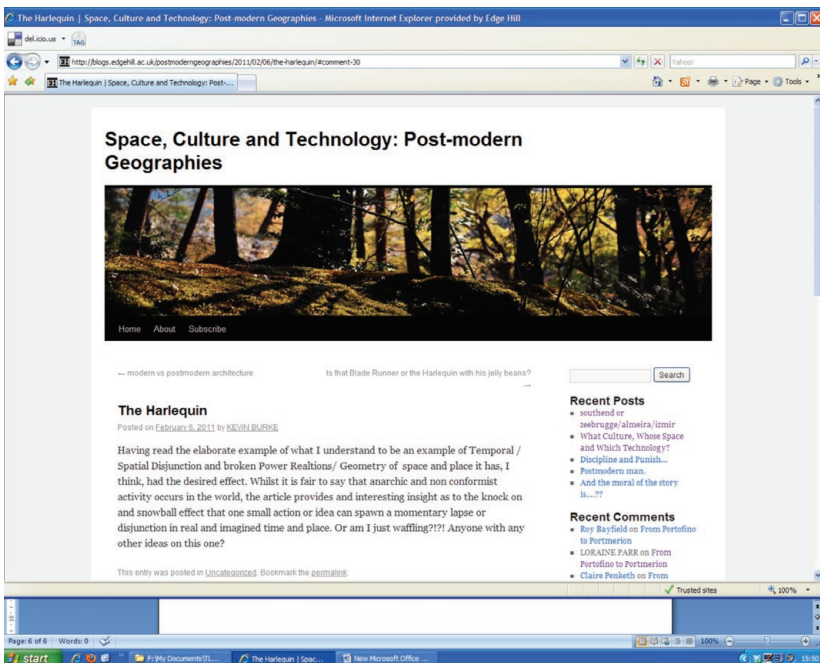 The Harlequin | Space, Culture and Technology: Post-modern Geographies - Microsoft Internet Explorer provided by Edge Hill
del.icio.us
TAG
http://blogs.edgehill.ac.uk/postmoderngeographies/2011/02/06/the-harlequin/#comment-30
Yahoo!
The Harlequin | Space, Culture and Technology: Post-...
Page
Tools
Space, Culture and Technology: Post-modern
Geographies
Home About Subscribe
← modern vs postmodern architecture
Is that Blade Runner or the Harlequin with his jelly beans?
→
The Harlequin
Posted on February 6, 2011 by KEVIN BURKE
Having read the elaborate example of what I understand to be an example of Temporal /
Spatial Disjunction and broken Power Realtions/ Geometry of space and place it has, I
think, had the desired effect. Whilst it is fair to say that anarchic and non conformist
activity occurs in the world, the article provides and interesting insight as to the knock on
and snowball effect that one small action or idea can spawn a momentary lapse or
disjunction in real and imagined time and place. Or am I just waffling?!?! Anyone with any
other ideas on this one?
This entry was posted in Uncategorized. Bookmark the permalink.
Search
Recent Posts
southend or
zeebrugge/almeira/izmir
What Culture, Whose Space
and Which Technology?
Discipline and Punish...
Postmodern man.
And the moral of the story
is....??
Recent Comments
Roy Bayfield on From Portofino
to Portmerion
LORAINE PARR on From
Portofino to Portmerion
Claire Penketh on From
Trusted sites
100%
Page: 6 of 6 Words: 0
100%
start
F:\My Documents\TL...
The Harlequin | Spac...
New Microsoft Office ...
15:50